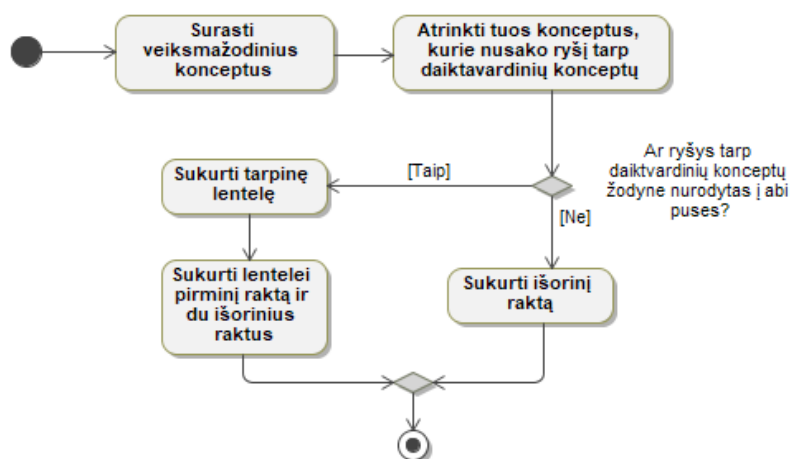 Surasti
veiksmažodinius
konceptus
Atrinkti tuos konceptus,
kurie nusako ryšį tarp
daiktavardinių konceptų
Ar ryšys tarp
daiktvardinių konceptų
žodyne nurodytas į abi
puses?
[Taip]
[Ne]
Sukurti tarpinę
lentelę
Sukurti lentelei
pirminį raktą ir
du išorinius
raktus
Sukurti išorinį
raktą